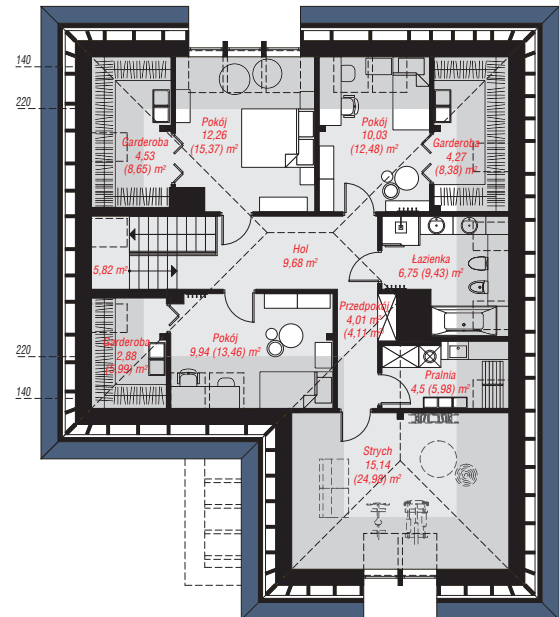 140
220
Garderoba
4,53
(8,65) m²
Pokój
12,26
(15,37) m²
Pokój
10,03
(12,48) m²
Garderoba
4,27
(8,38) m²
5,82 m²
Hol
9,68 m²
Łazienka
6,75 (9,43) m²
Przedpokój
4,01 m²
(4,11) m²
Garderoba
2,88
(5,99) m²
Pokój
9,94 (13,46) m²
Pralnia
4,5 (5,98) m²
220
140
Strych
15,14
(24,98) m²